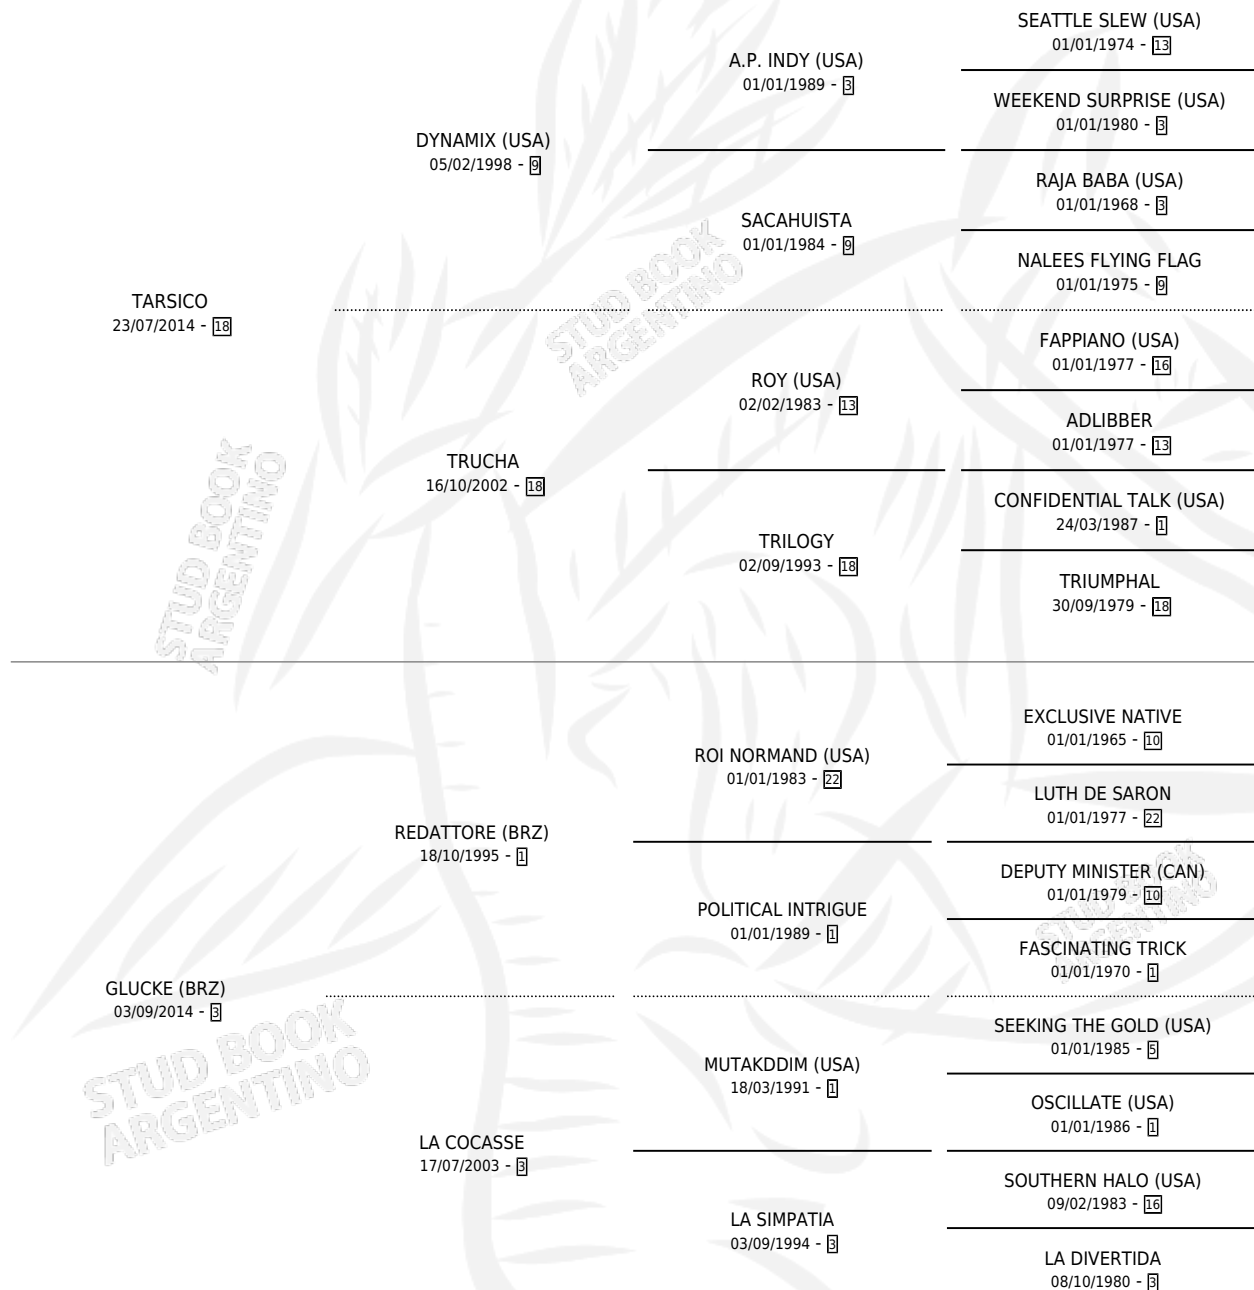 SEATTLE SLEW (USA)
01/01/1974 - 13
A.P. INDY (USA)
01/01/1989 - 3
WEEKEND SURPRISE (USA)
01/01/1980 - 3
DYNAMIX (USA)
05/02/1998 - 9
RAJA BABA (USA)
01/01/1968 - 3
SACAHUISTA
01/01/1984 - 9
NALEES FLYING FLAG
01/01/1975 - 9
TARSICO
23/07/2014 - 18
STUD BOOK
ARGENTINO
FAPPIANO (USA)
01/01/1977 - 16
ROY (USA)
02/02/1983 - 13
ADLIBBER
01/01/1977 - 13
TRUCHA
16/10/2002 - 18
CONFIDENTIAL TALK (USA)
24/03/1987 - 1
TRILOGY
02/09/1993 - 18
TRIUMPHAL
30/09/1979 - 18
STUD BOOK
ARGENTINO
EXCLUSIVE NATIVE
01/01/1965 - 10
ROI NORMAND (USA)
01/01/1983 - 22
LUTH DE SARON
01/01/1977 - 22
REDATTORE (BRZ)
18/10/1995 - 1
DEPUTY MINISTER (CAN)
01/01/1979 - 10
POLITICAL INTRIGUE
01/01/1989 - 1
STUD BOOK
ARGENTINO
FASCINATING TRICK
01/01/1970 - 1
GLUCKE (BRZ)
03/09/2014 - 3
SEEKING THE GOLD (USA)
01/01/1985 - 5
MUTAKDDIM (USA)
18/03/1991 - 1
STUD BOOK
ARGENTINO
OSCILLATE (USA)
01/01/1986 - 1
LA COCASSE
17/07/2003 - 3
SOUTHERN HALO (USA)
09/02/1983 - 16
LA SIMPATIA
03/09/1994 - 3
LA DIVERTIDA
08/10/1980 - 3